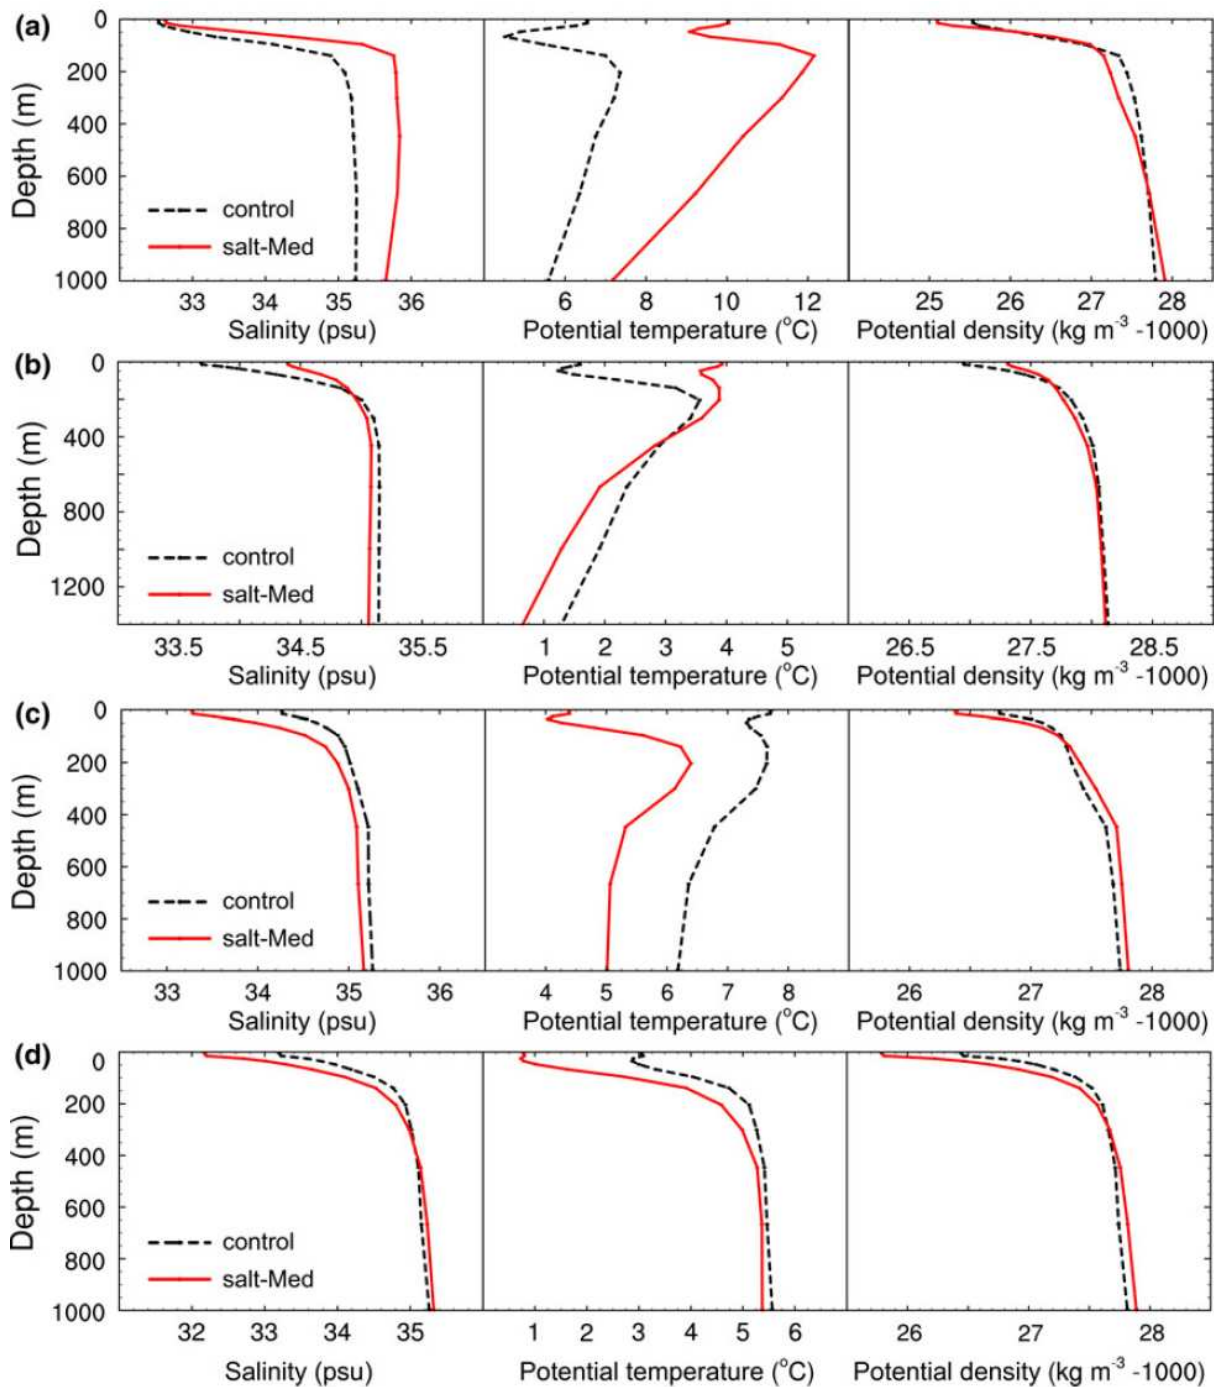 (a)
0
200
400
600
800
1000
Depth (m)
control
salt-Med
33 34 35 36
Salinity (psu)
6 8 10 12
Potential temperature (°C)
25 26 27 28
Potential density (kg m⁻³ -1000)
(b)
0
400
800
1200
Depth (m)
control
salt-Med
33.5 34.5 35.5
Salinity (psu)
1 2 3 4 5
Potential temperature (°C)
26.5 27.5 28.5
Potential density (kg m⁻³ -1000)
(c)
0
200
400
600
800
1000
Depth (m)
control
salt-Med
33 34 35 36
Salinity (psu)
4 5 6 7 8
Potential temperature (°C)
26 27 28
Potential density (kg m⁻³ -1000)
(d)
0
200
400
600
800
1000
Depth (m)
control
salt-Med
32 33 34 35
Salinity (psu)
1 2 3 4 5 6
Potential temperature (°C)
26 27 28
Potential density (kg m⁻³ -1000)